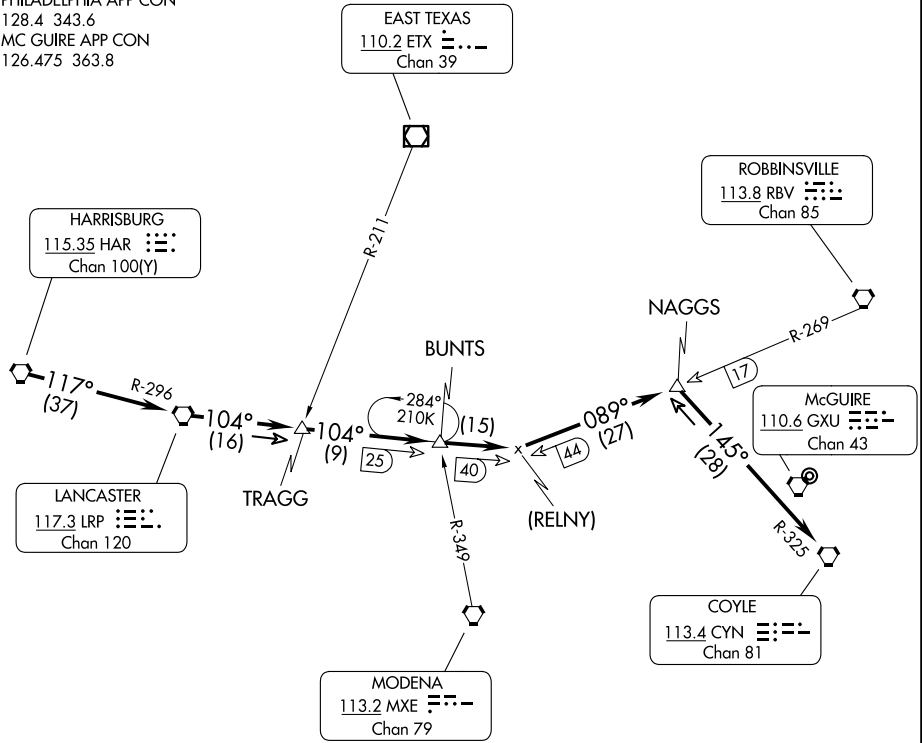 PHILADELPHIA APP CON
128.4 343.6
MC GUIRE APP CON
126.475 363.8
EAST TEXAS
110.2 ETX
Chan 39
ROBBINSVILLE
113.8 RBV
Chan 85
HARRISBURG
115.35 HAR
Chan 100(Y)
R-211
NAGGS
R-269
17
BUNTS
McGUIRE
110.6 GXU
Chan 43
117°
(37)
R-296
104°
(16)
104°
(9)
284°
210K
(15)
25
40
089°
(27)
44
145°
(28)
LANCASTER
117.3 LRP
Chan 120
TRAGG
(RELNY)
R-349
R-325
COYLE
113.4 CYN
Chan 81
MODENA
113.2 MXE
Chan 79